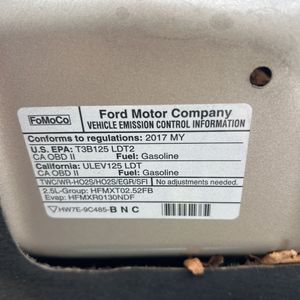 FoMoCo
Ford Motor Company
VEHICLE EMISSION CONTROL INFORMATION
Conforms to regulations: 2017 MY
U.S. EPA: T3B125 LDT2
CA OBD II Fuel: Gasoline
California: ULEV125 LDT
CA OBD II Fuel: Gasoline
TWC/WR-HO2S/HO2S/EGR/SFI No adjustments needed.
2.5L-Group: HFMXT02.52FB
Evap: HFMXR0130NDF
HW7E-9C485-BNC